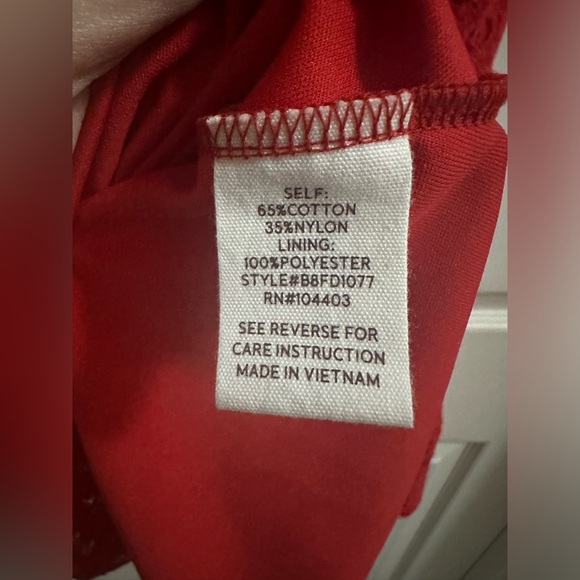 SELF:
65%COTTON
35%NYLON
LINING:
100%POLYESTER
STYLE#B8FD1077
RN#104403
SEE REVERSE FOR
CARE INSTRUCTION
MADE IN VIETNAM